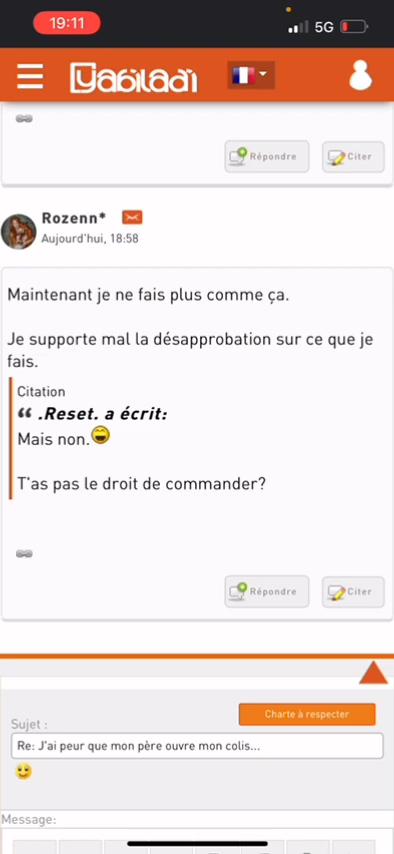 19:11
5G
Yabiladi
Répondre
Citer
Rozenn*
Aujourd'hui, 18:58
Maintenant je ne fais plus comme ça.
Je supporte mal la désapprobation sur ce que je
fais.
Citation
“ .Reset. a écrit:
Mais non.
T'as pas le droit de commander?
Répondre
Citer
Charte à respecter
Sujet :
Re: J'ai peur que mon père ouvre mon colis...
Message: